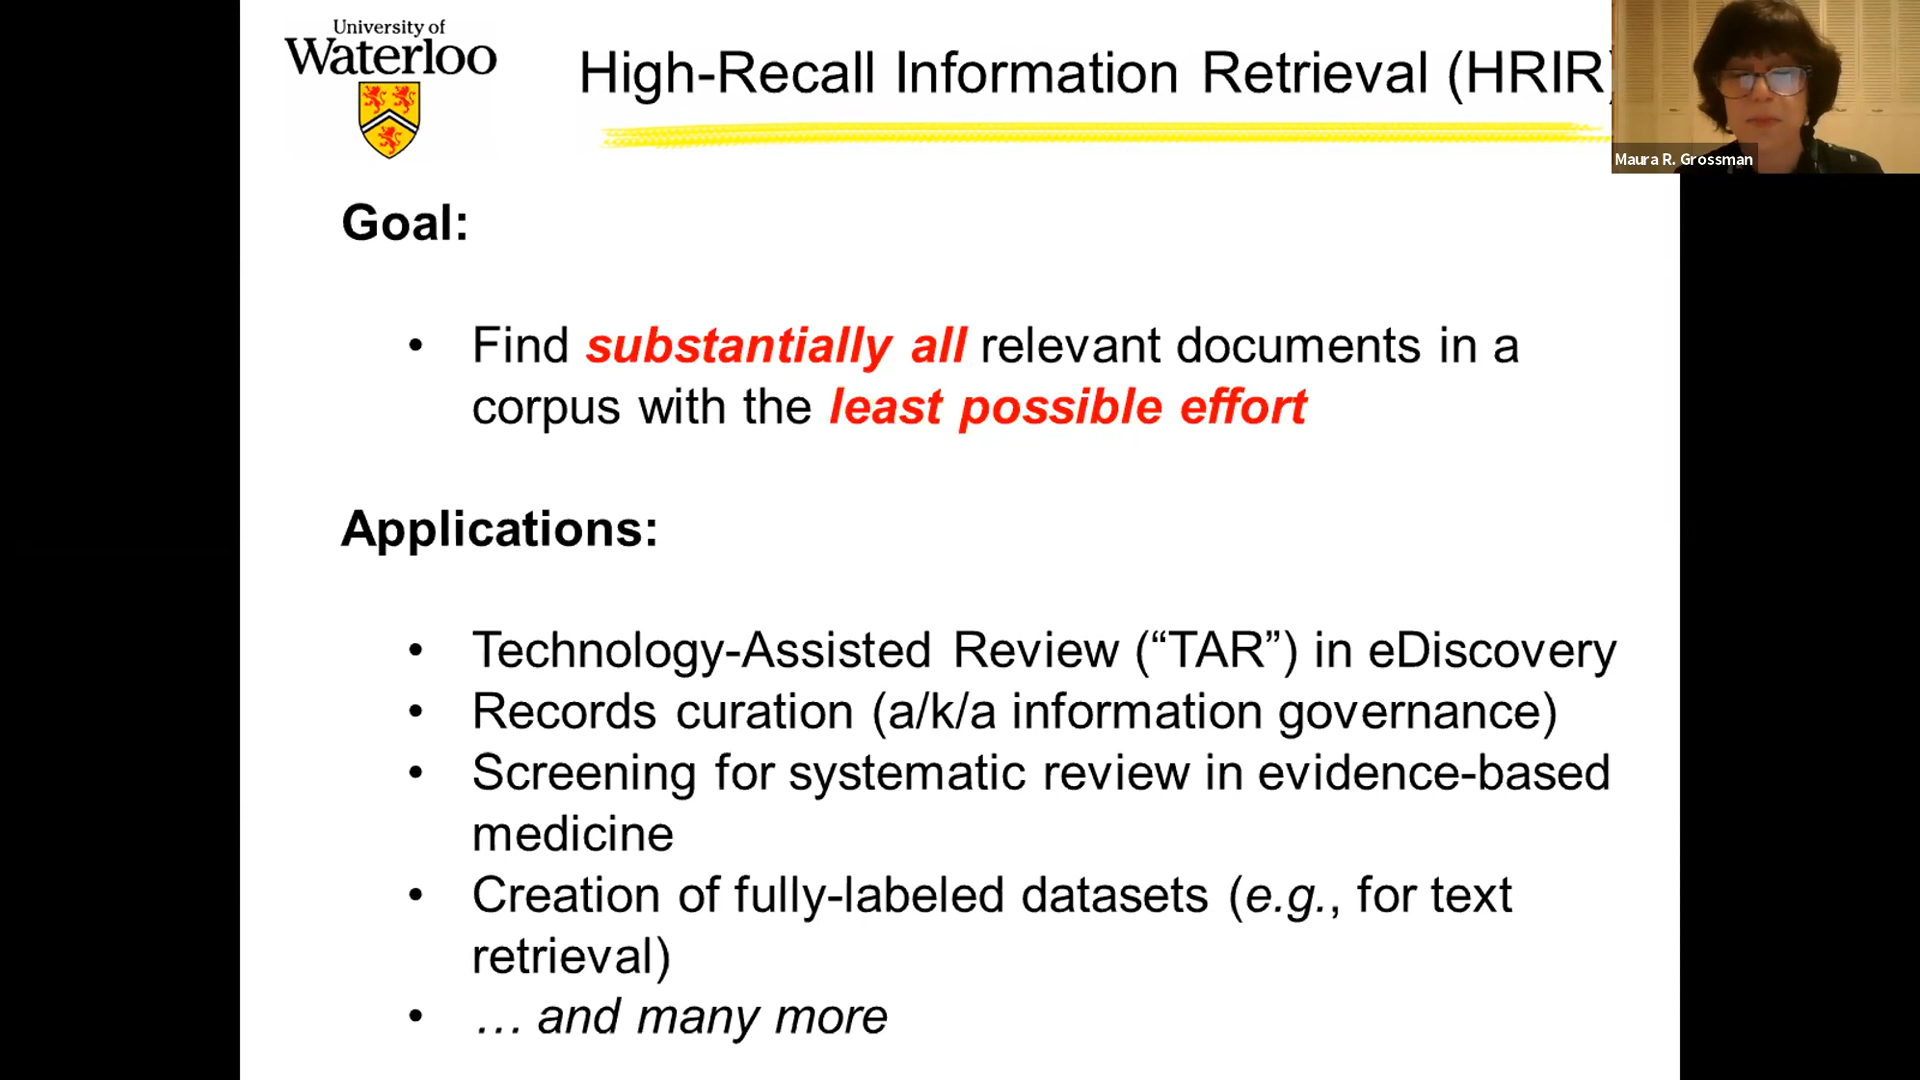 University of
Waterloo
High-Recall Information Retrieval (HRIR)
Maura R. Grossman
Goal:
• Find substantially all relevant documents in a
corpus with the least possible effort
Applications:
• Technology-Assisted Review (“TAR”) in eDiscovery
• Records curation (a/k/a information governance)
• Screening for systematic review in evidence-based
medicine
• Creation of fully-labeled datasets (e.g., for text
retrieval)
• … and many more